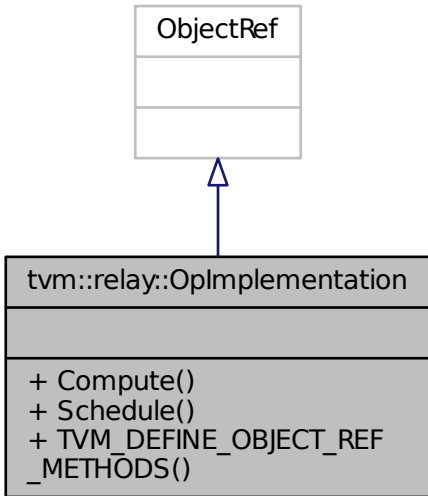 ObjectRef
tvm::relay::OpImplementation
+ Compute()
+ Schedule()
+ TVM_DEFINE_OBJECT_REF
_METHODS()